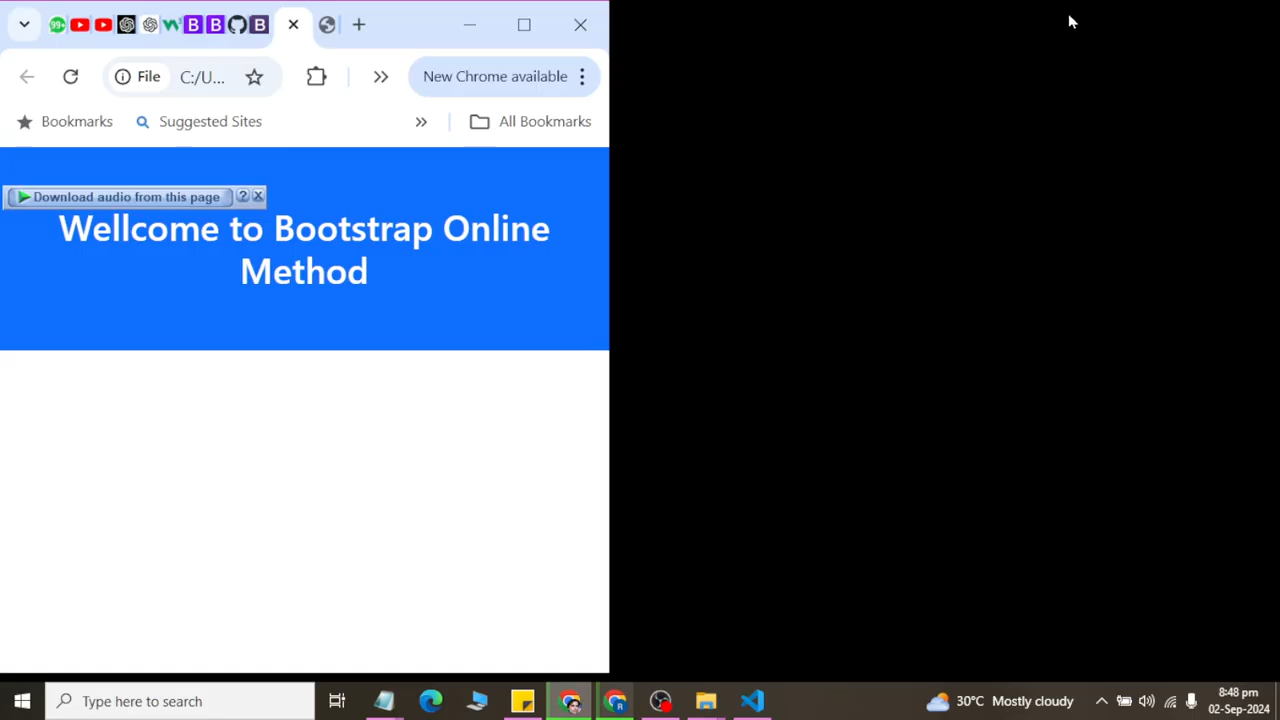 99+
File
C:/U...
New Chrome available
Bookmarks
Suggested Sites
All Bookmarks
Download audio from this page
Wellcome to Bootstrap Online
Method
Type here to search
30°C Mostly cloudy
8:48 pm
02-Sep-2024